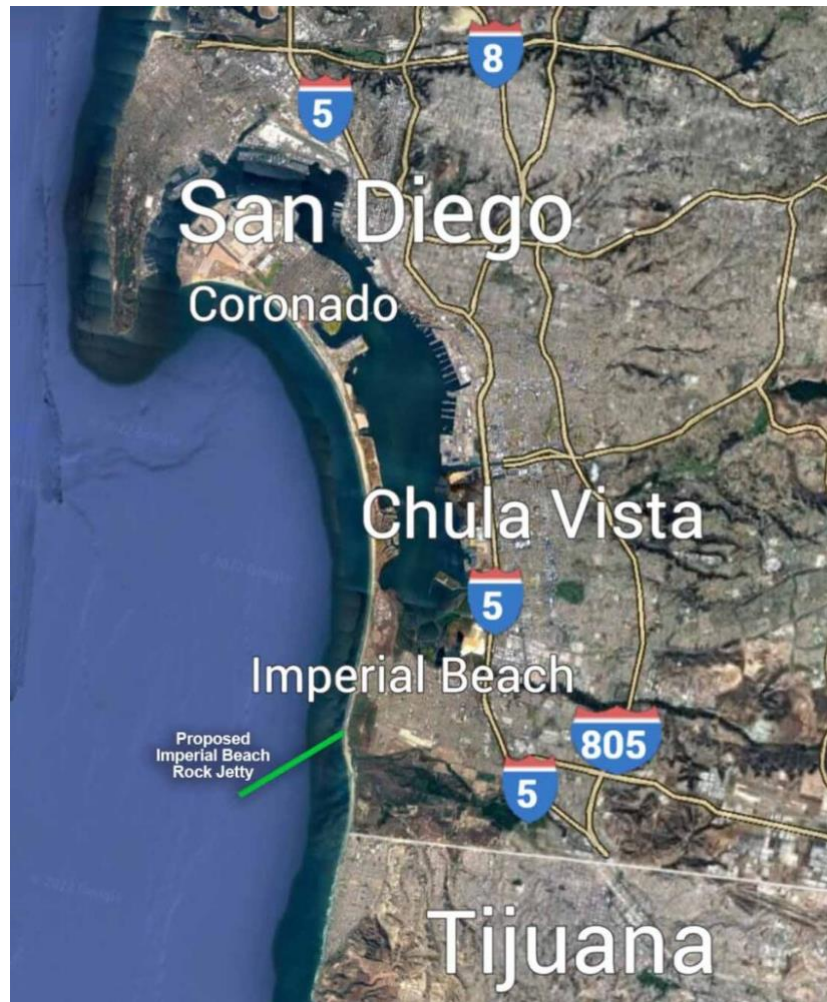 8
5
San Diego
Coronado
Chula Vista
5
Imperial Beach
Proposed
Imperial Beach
Rock Jetty
805
5
Tijuana